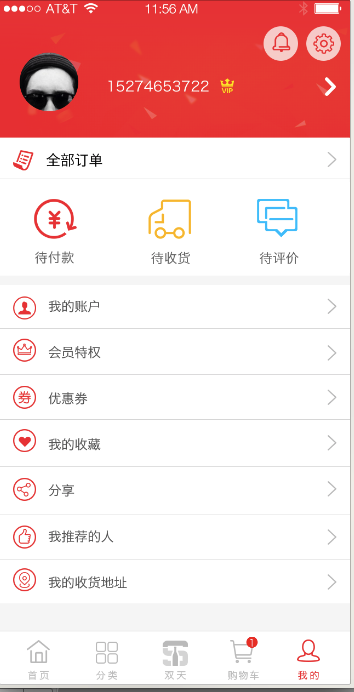 AT&T 11:56 AM
15274653722 VIP
全部订单
¥
待付款 待收货 待评价
我的账户
会员特权
券 优惠券
我的收藏
分享
我推荐的人
我的收货地址
1
首页 分类 双天 购物车 我的